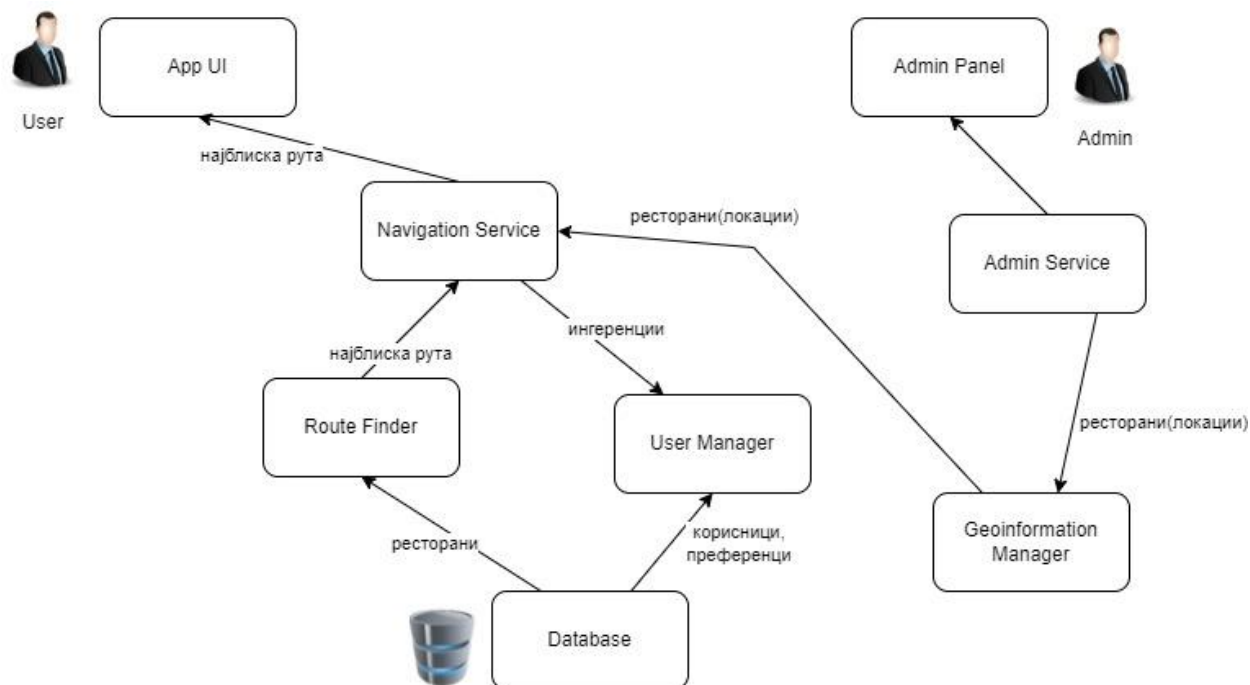 App UI
Admin Panel
User
Admin
најблиска рута
Navigation Service
ресторани(локации)
Admin Service
ингеренции
најблиска рута
Route Finder
User Manager
ресторани(локации)
Geoinformation
Manager
ресторани
корисници,
преференци
Database